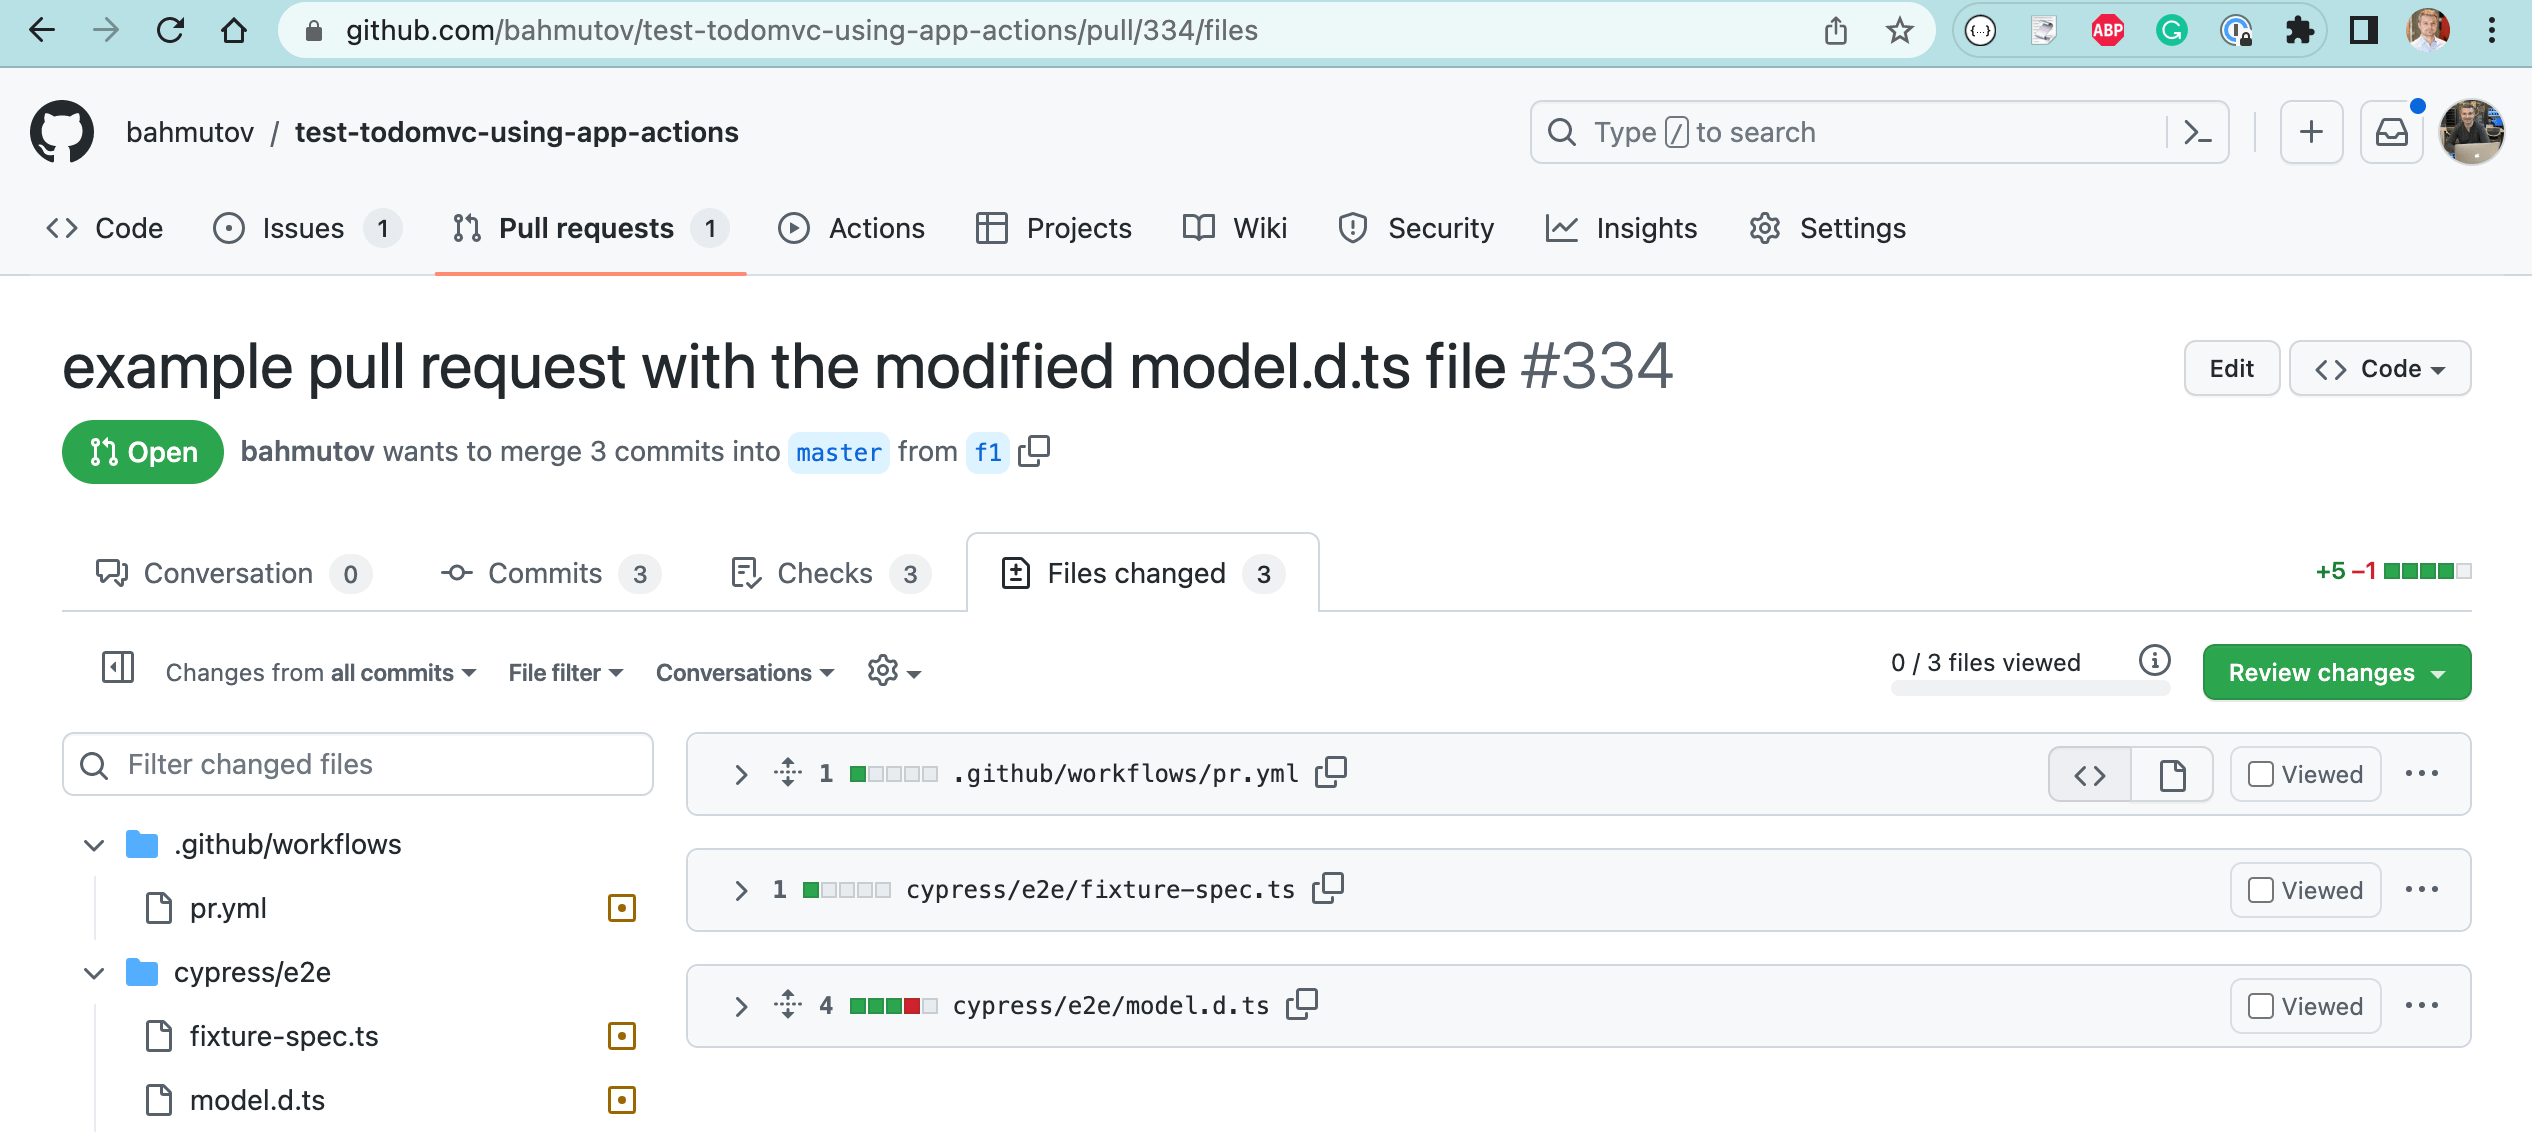 github.com/bahmutov/test-todomvc-using-app-actions/pull/334/files
ABP
bahmutov / test-todomvc-using-app-actions
Type / to search
Code Issues 1 Pull requests 1 Actions Projects Wiki Security Insights Settings
example pull request with the modified model.d.ts file #334
Edit
Code
Open
bahmutov wants to merge 3 commits into master from f1
Conversation 0 Commits 3 Checks 3 Files changed 3
+5 −1
Changes from all commits File filter Conversations
0 / 3 files viewed
Review changes
Filter changed files
.github/workflows
pr.yml
cypress/e2e
fixture-spec.ts
model.d.ts
1 .github/workflows/pr.yml
Viewed
1 cypress/e2e/fixture-spec.ts
Viewed
4 cypress/e2e/model.d.ts
Viewed